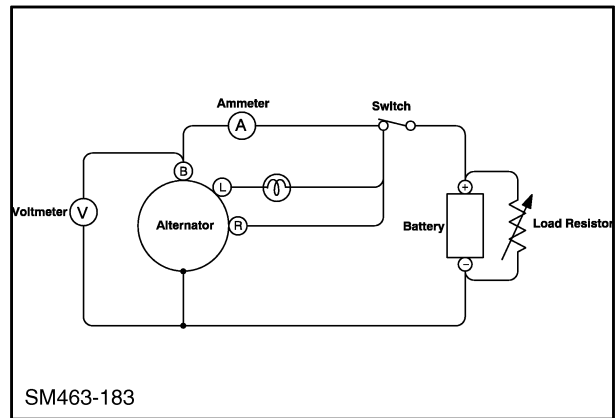 Ammeter
Switch
A
B
L
Voltmeter
V
Alternator
R
+
Battery
Load Resistor
−
SM463-183